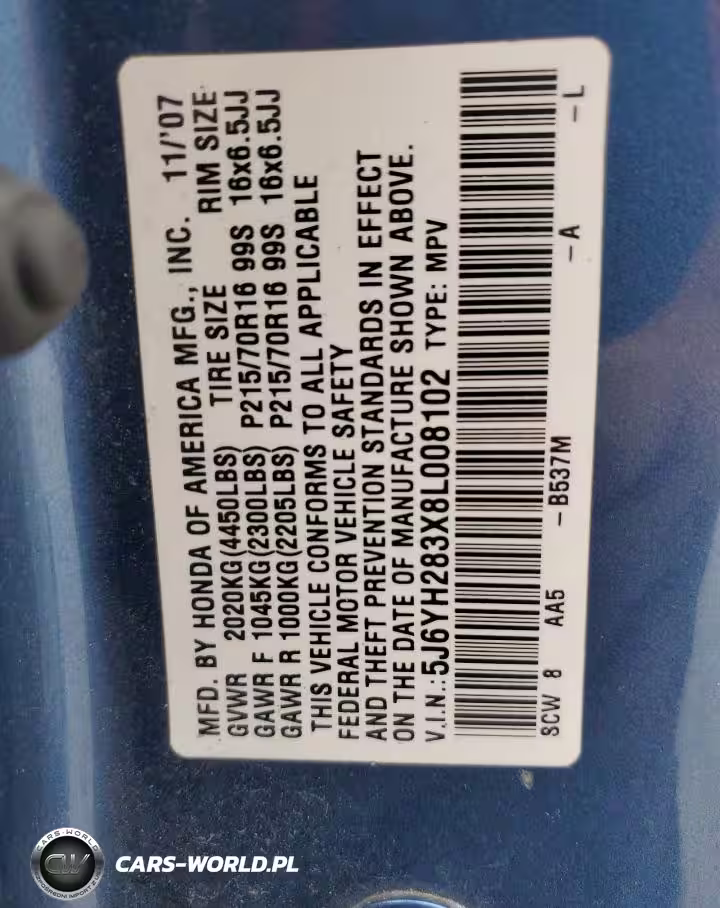 MFD. BY HONDA OF AMERICA MFG., INC. 11/'07
GVWR 2020KG(4450LBS) TIRE SIZE RIM SIZE
GAWR F 1045KG(2300LBS) P215/70R16 99S 16x6.5JJ
GAWR R 1000KG(2205LBS) P215/70R16 99S 16x6.5JJ
THIS VEHICLE CONFORMS TO ALL APPLICABLE
FEDERAL MOTOR VEHICLE SAFETY
AND THEFT PREVENTION STANDARDS IN EFFECT
ON THE DATE OF MANUFACTURE SHOWN ABOVE.
V.I.N.: 5J6YH283X8L008102 TYPE: MPV
SCW 8 AA5 -B537M -A -L
CARS-WORLD
CW
CARS-WORLD.PL